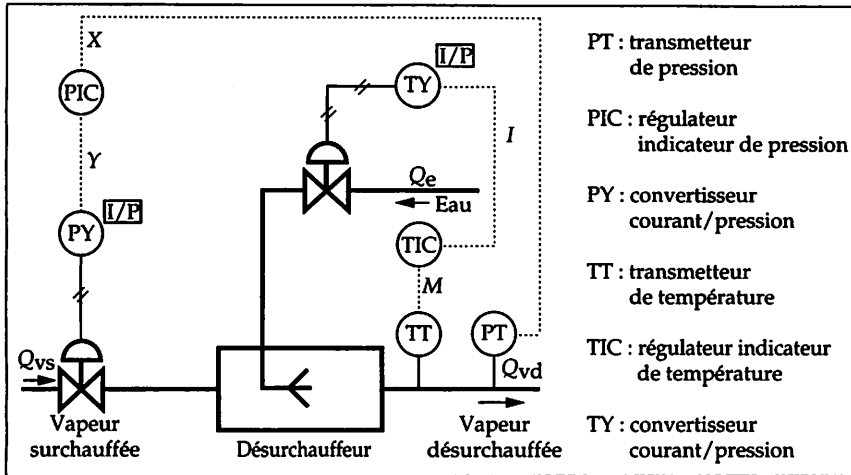 X
I/P
PIC
TY
Y
I
Qe
Eau
I/P
PY
TIC
M
TT
PT
Qvs
Qvd
Vapeur
surchauffée
Désurchauffeur
Vapeur
désurchauffée
PT : transmetteur
de pression
PIC : régulateur
indicateur de pression
PY : convertisseur
courant/pression
TT : transmetteur
de température
TIC : régulateur indicateur
de température
TY : convertisseur
courant/pression